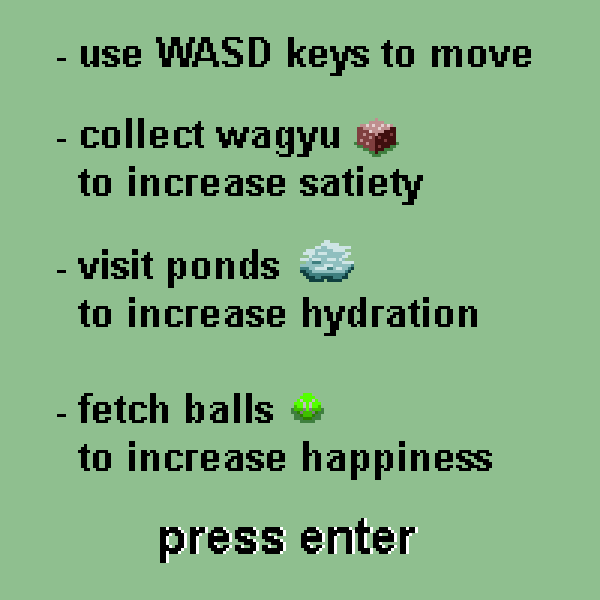 - use WASD keys to move
- collect wagyu
to increase satiety
- visit ponds
to increase hydration
- fetch balls
to increase happiness
press enter